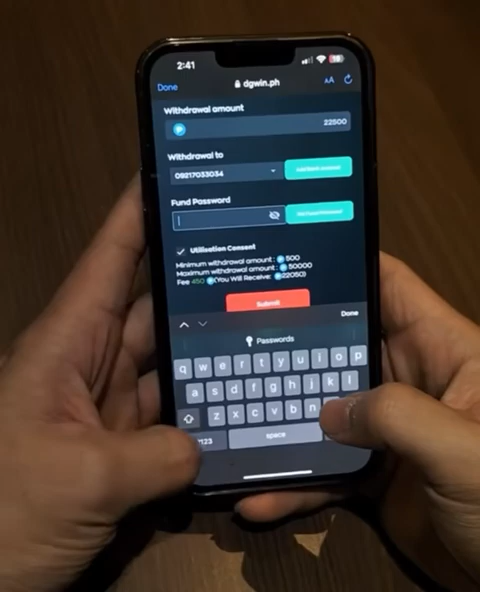 2:41
18
Done
dgwin.ph
AA
Withdrawal amount
22500
Withdrawal to
09217033034
Fund Password
Utilisation Consent
Minimum withdrawal amount : 500
Maximum withdrawal amount : 50000
Fee 450 (You Will Receive: 22050)
Submit
Done
Passwords
q w e r t y u i o p
a s d f g h j k l
z x c v b n
123
space